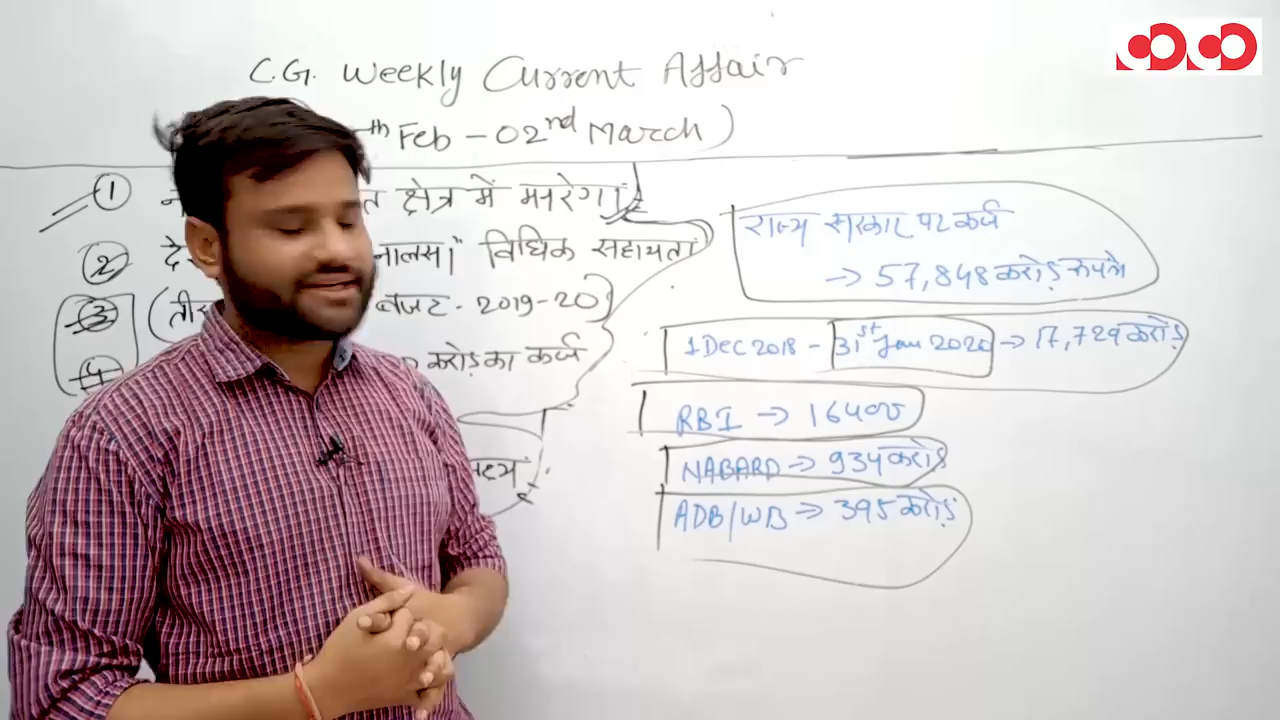 C.G. Weekly Current Affair
th Feb - 02nd March)
1 क्षेत्र में मनरेगा
2 विधिक सहायता
3 बजट - 2019-20)
4 करोड़ का कर्ज
राज्य सरकार पर कर्ज
→ 57,848 करोड़ रुपये
1 Dec 2018 - 31st Jan 2020 → 17,729 करोड़
RBI → 16400
NABARD → 934 करोड़
ADB/WB → 395 करोड़